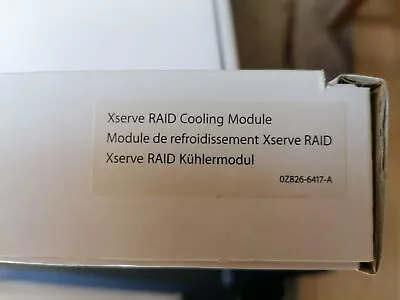 Xserve RAID Cooling Module
Module de refroidissement Xserve RAID
Xserve RAID Kühlermodul
0Z826-6417-A